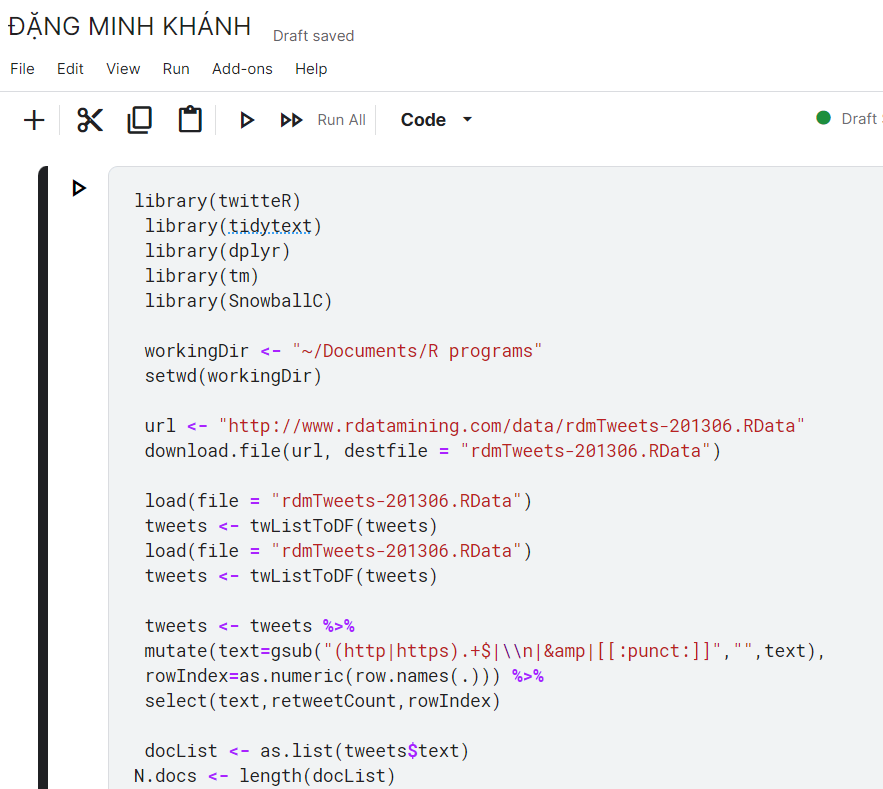 ĐẶNG MINH KHÁNH
Draft saved
File Edit View Run Add-ons Help
Run All Code Draft
library(twitteR)
library(tidytext)
library(dplyr)
library(tm)
library(SnowballC)
workingDir <- "~/Documents/R programs"
setwd(workingDir)
url <- "http://www.rdatamining.com/data/rdmTweets-201306.RData"
download.file(url, destfile = "rdmTweets-201306.RData")
load(file = "rdmTweets-201306.RData")
tweets <- twListToDF(tweets)
load(file = "rdmTweets-201306.RData")
tweets <- twListToDF(tweets)
tweets <- tweets %>%
mutate(text=gsub("(http|https).+$|\\n|&amp|[[:punct:]]","",text),
rowIndex=as.numeric(row.names(.))) %>%
select(text,retweetCount,rowIndex)
docList <- as.list(tweets$text)
N.docs <- length(docList)